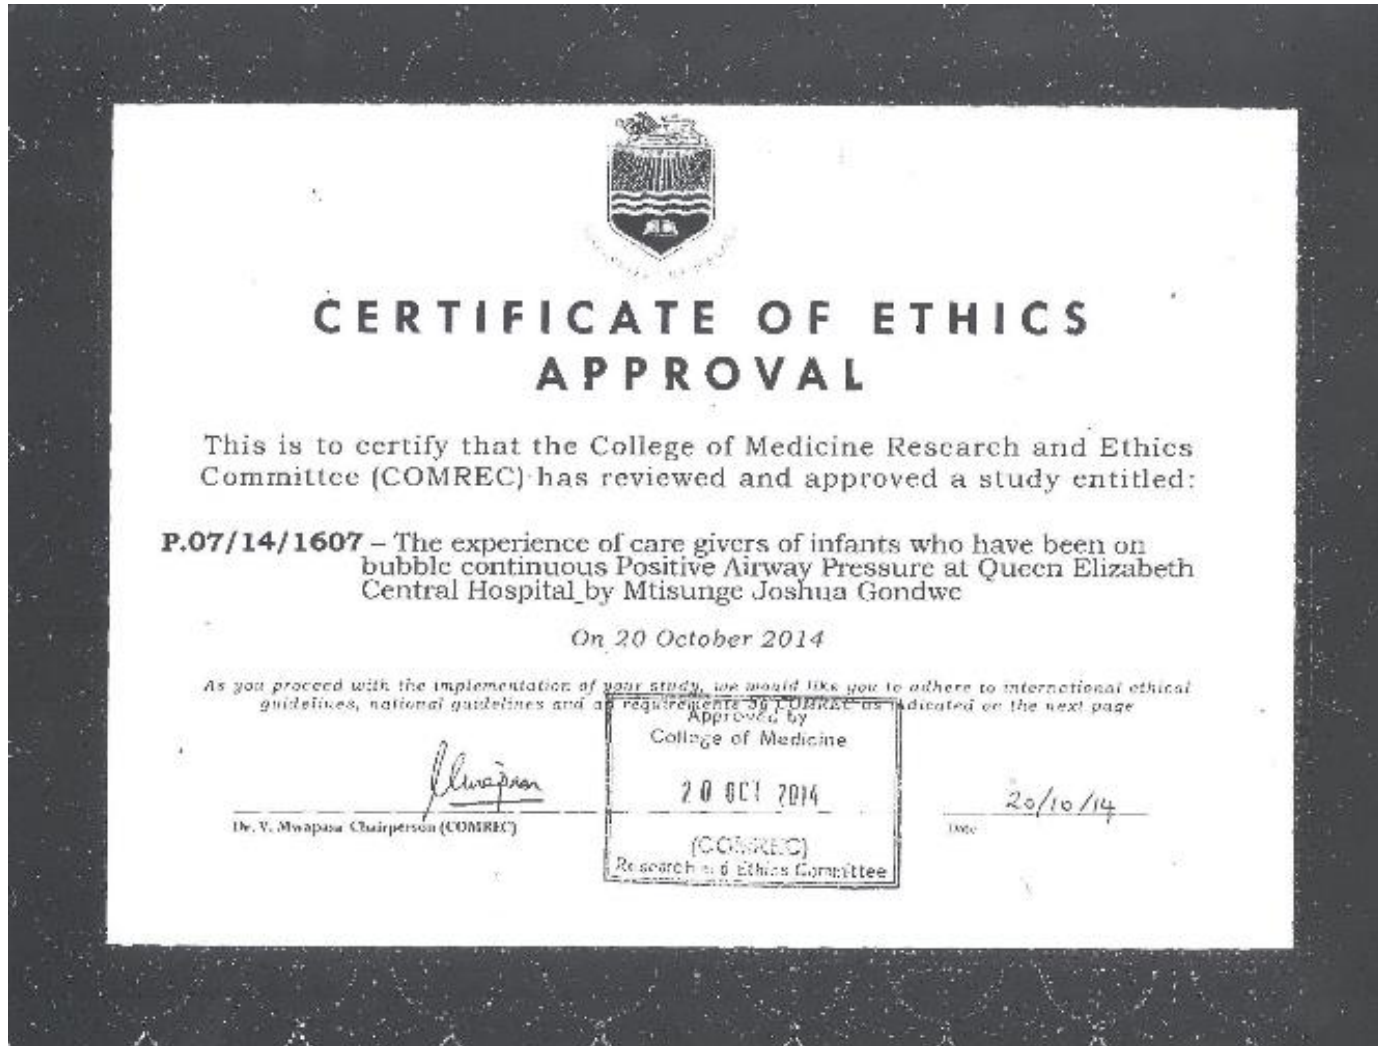 CERTIFICATE OF ETHICS
APPROVAL
This is to certify that the College of Medicine Research and Ethics
Committee (COMREC) has reviewed and approved a study entitled:
P.07/14/1607 – The experience of care givers of infants who have been on
bubble continuous Positive Airway Pressure at Queen Elizabeth
Central Hospital by Mtisunge Joshua Gondwe
On 20 October 2014
As you proceed with the implementation of your study, we would like you to adhere to international ethical
guidelines, national guidelines and all requirements by COMREC as indicated on the next page
Approved by
College of Medicine
20 OCT 2014
(COMREC)
Research and Ethics Committee
Dr. V. Mwapasa Chairperson (COMREC)
20/10/14
Date